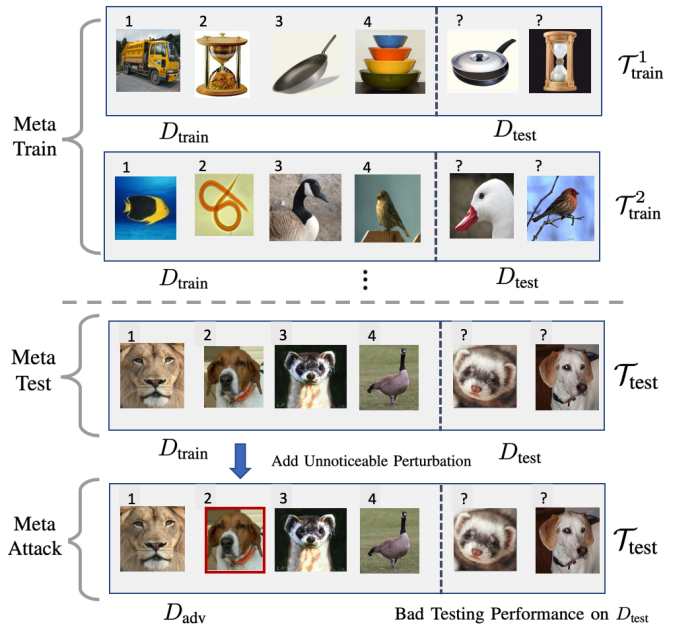 1 2 3 4 ? ?
T¹train
Meta
Train
Dtrain Dtest
1 2 3 4 ? ?
T²train
Dtrain Dtest
⋮
1 2 3 4 ? ?
Meta
Test
Ttest
Dtrain Dtest
Add Unnoticeable Perturbation
1 2 3 4 ? ?
Meta
Attack
Ttest
Dadv Bad Testing Performance on Dtest